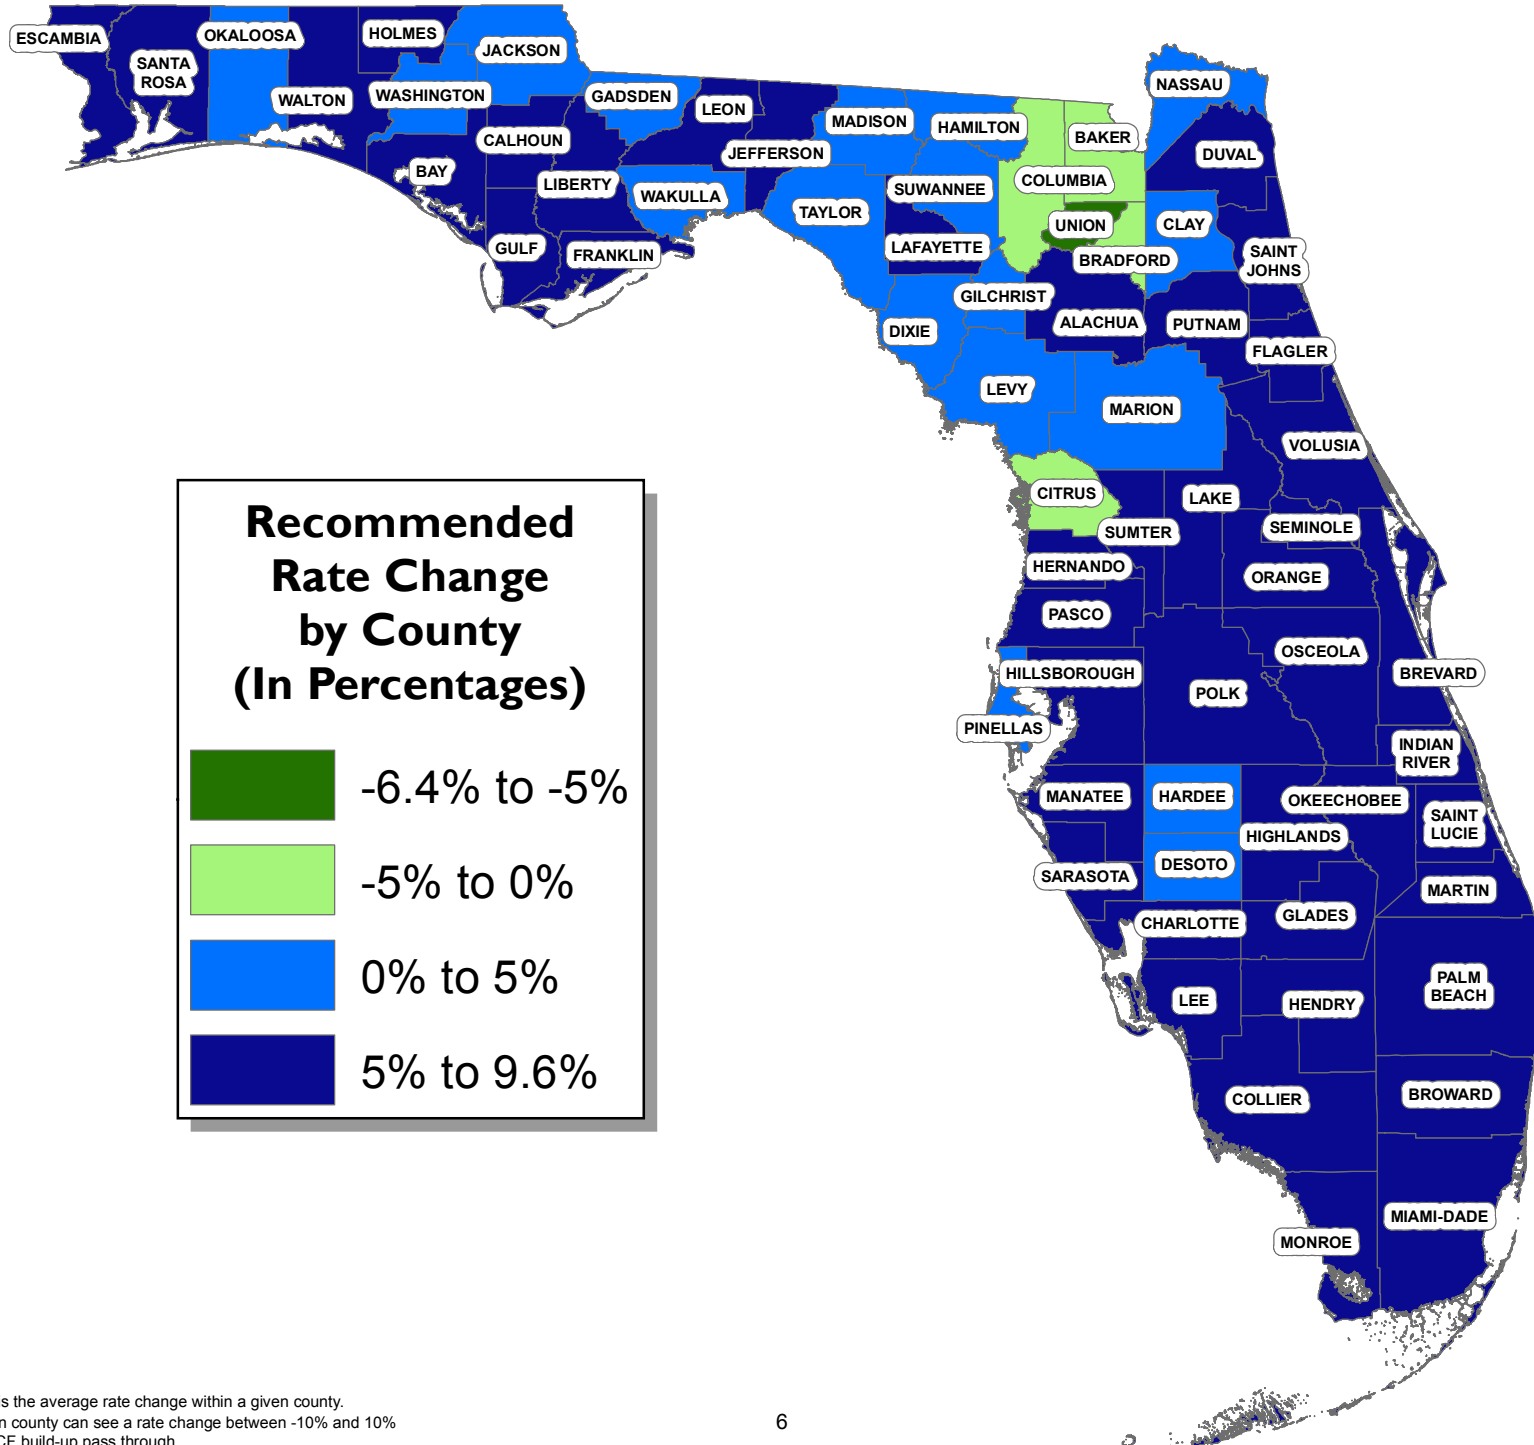 ESCAMBIA
SANTA
ROSA
OKALOOSA
WALTON
HOLMES
WASHINGTON
JACKSON
BAY
CALHOUN
GULF
LIBERTY
FRANKLIN
GADSDEN
LEON
WAKULLA
JEFFERSON
MADISON
TAYLOR
HAMILTON
SUWANNEE
LAFAYETTE
DIXIE
GILCHRIST
COLUMBIA
BAKER
UNION
BRADFORD
NASSAU
DUVAL
CLAY
SAINT
JOHNS
ALACHUA
PUTNAM
FLAGLER
LEVY
MARION
VOLUSIA
CITRUS
SUMTER
LAKE
SEMINOLE
HERNANDO
ORANGE
PASCO
OSCEOLA
HILLSBOROUGH
POLK
BREVARD
PINELLAS
INDIAN
RIVER
MANATEE
HARDEE
OKEECHOBEE
HIGHLANDS
SAINT
LUCIE
DESOTO
SARASOTA
MARTIN
CHARLOTTE
GLADES
LEE
HENDRY
PALM
BEACH
COLLIER
BROWARD
MIAMI-DADE
MONROE
Recommended
Rate Change
by County
(In Percentages)
-6.4% to -5%
-5% to 0%
0% to 5%
5% to 9.6%
s the average rate change within a given county.
n county can see a rate change between -10% and 10%
build-up pass through
6